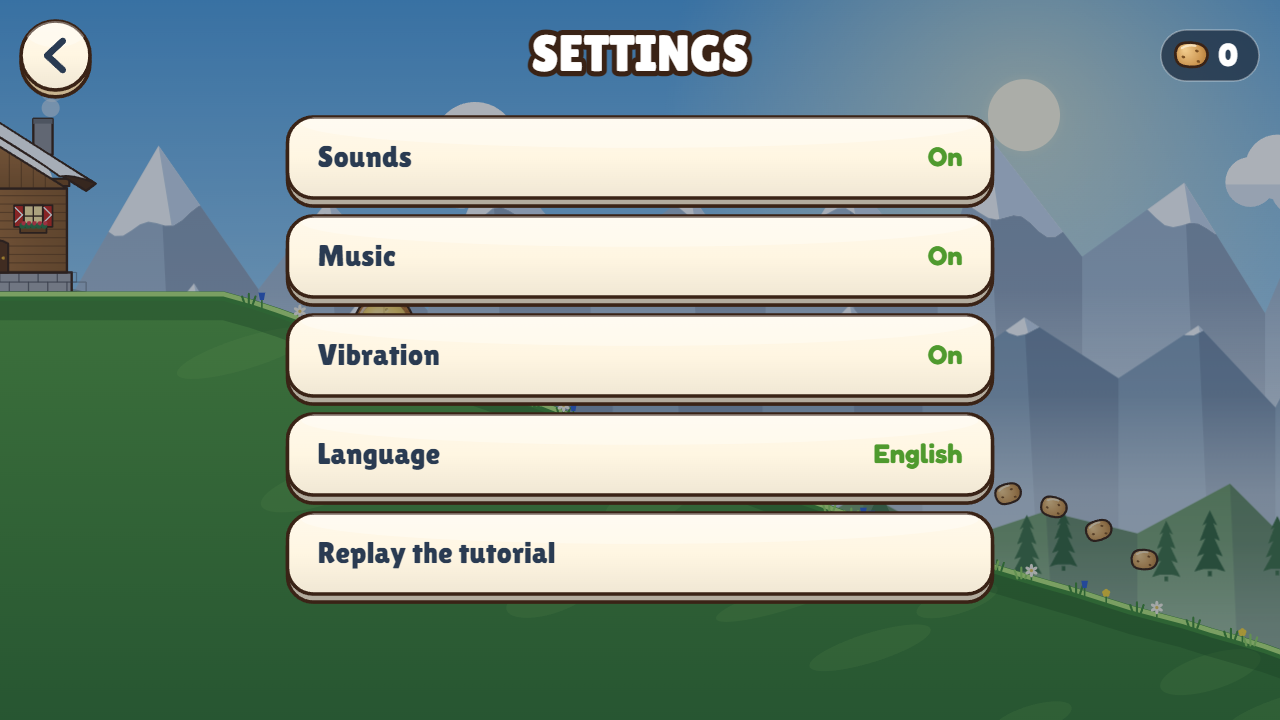 SETTINGS
0
Sounds On
Music On
Vibration On
Language English
Replay the tutorial